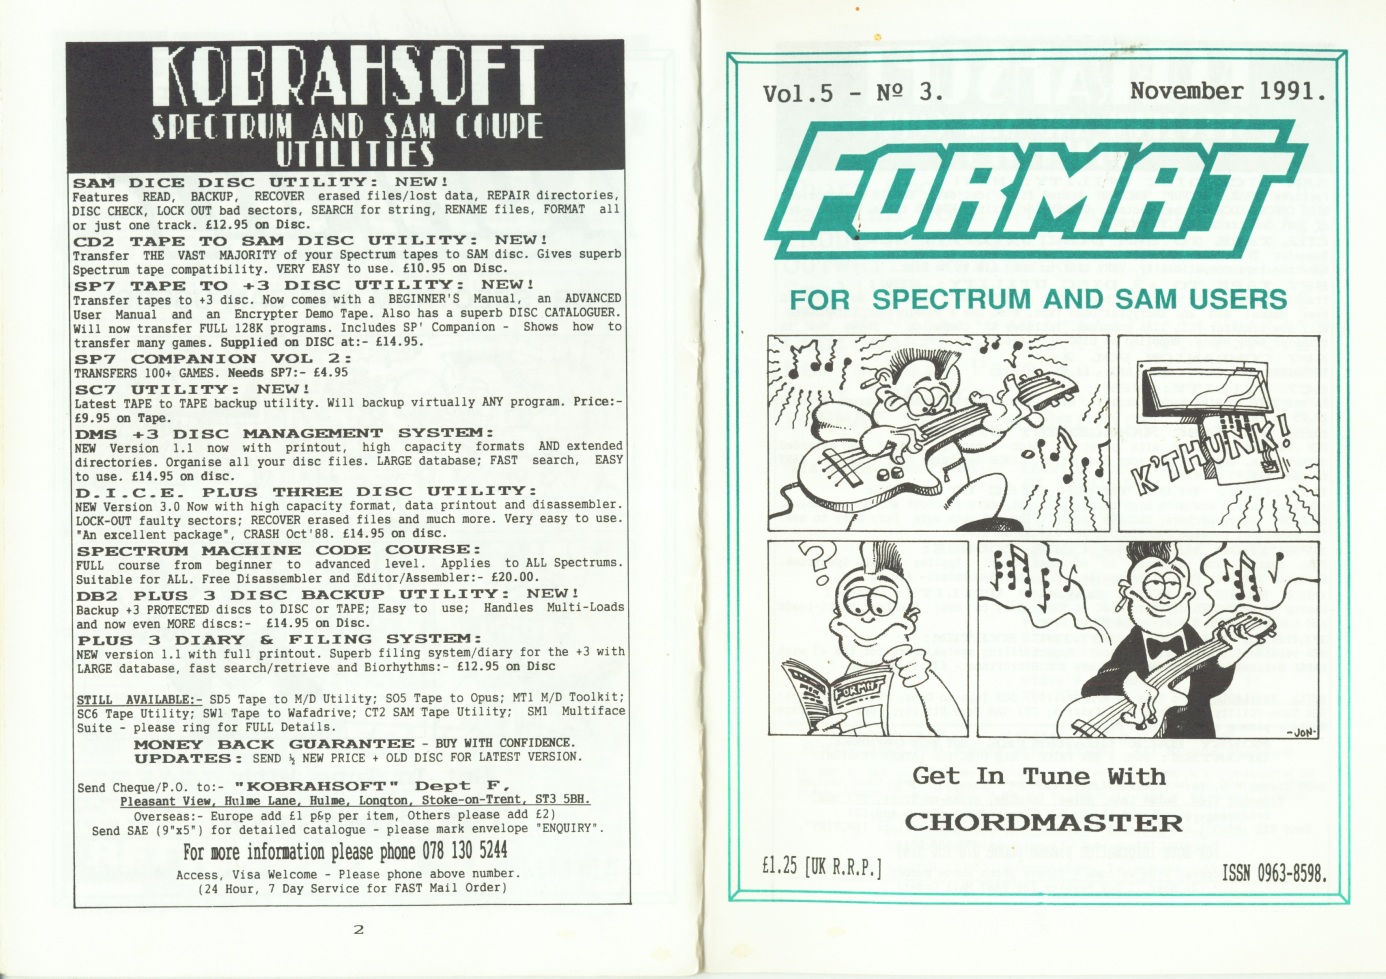 KOBRAHSOFT
SPECTRUM AND SAM COUPE
UTILITIES
SAM DICE DISC UTILITY: NEW!
Features READ, BACKUP, RECOVER erased files/lost data, REPAIR directories,
DISC CHECK, LOCK OUT bad sectors, SEARCH for string, RENAME files, FORMAT all
or just one track. £12.95 on Disc.
CD2 TAPE TO SAM DISC UTILITY: NEW!
Transfer THE VAST MAJORITY of your Spectrum tapes to SAM disc. Gives superb
Spectrum tape compatibility. VERY EASY to use. £10.95 on Disc.
SP7 TAPE TO +3 DISC UTILITY: NEW!
Transfer tapes to +3 disc. Now comes with a BEGINNER'S Manual, an ADVANCED
User Manual and an Encrypter Demo Tape. Also has a superb DISC CATALOGUER.
Will now transfer FULL 128K programs. Includes SP' Companion - Shows how to
transfer many games. Supplied on DISC at:- £14.95.
SP7 COMPANION VOL 2:
TRANSFERS 100+ GAMES. Needs SP7:- £4.95
SC7 UTILITY: NEW!
Latest TAPE to TAPE backup utility. Will backup virtually ANY program. Price:-
£9.95 on Tape.
DMS +3 DISC MANAGEMENT SYSTEM:
NEW Version 1.1 now with printout, high capacity formats AND extended
directories. Organise all your disc files. LARGE database; FAST search, EASY
to use. £14.95 on disc.
D.I.C.E. PLUS THREE DISC UTILITY:
NEW Version 3.0 Now with high capacity format, data printout and disassembler.
LOCK-OUT faulty sectors; RECOVER erased files and much more. Very easy to use.
"An excellent package", CRASH Oct'88. £14.95 on disc.
SPECTRUM MACHINE CODE COURSE:
FULL course from beginner to advanced level. Applies to ALL Spectrums.
Suitable for ALL. Free Disassembler and Editor/Assembler:- £20.00.
DB2 PLUS 3 DISC BACKUP UTILITY: NEW!
Backup +3 PROTECTED discs to DISC or TAPE; Easy to use; Handles Multi-Loads
and now even MORE discs:- £14.95 on Disc.
PLUS 3 DIARY & FILING SYSTEM:
NEW version 1.1 with full printout. Superb filing system/diary for the +3 with
LARGE database, fast search/retrieve and Biorhythms:- £12.95 on Disc
STILL AVAILABLE:- SD5 Tape to M/D Utility; SO5 Tape to Opus; MT1 M/D Toolkit;
SC6 Tape Utility; SW1 Tape to Wafadrive; CT2 SAM Tape Utility; SM1 Multiface
Suite - please ring for FULL Details.
MONEY BACK GUARANTEE - BUY WITH CONFIDENCE.
UPDATES: SEND ½ NEW PRICE + OLD DISC FOR LATEST VERSION.
Send Cheque/P.O. to:- "KOBRAHSOFT" Dept F,
Pleasant View, Hulme Lane, Hulme, Longton, Stoke-on-Trent, ST3 5BH.
Overseas:- Europe add £1 p&p per item, Others please add £2)
Send SAE (9"x5") for detailed catalogue - please mark envelope "ENQUIRY".
For more information please phone 078 130 5244
Access, Visa Welcome - Please phone above number.
(24 Hour, 7 Day Service for FAST Mail Order)
2
Vol.5 - Nº 3.
November 1991.
FORMAT
FOR SPECTRUM AND SAM USERS
K'THUNK!
?
FORMAT
-JON-
Get In Tune With
CHORDMASTER
£1.25 [UK R.R.P.]
ISSN 0963-8598.